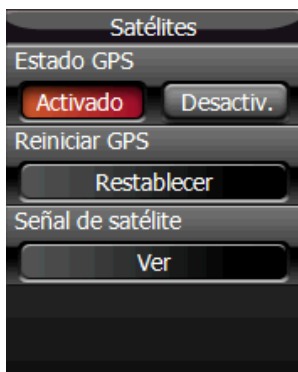 Satélites
Estado GPS
Activado Desactiv.
Reiniciar GPS
Restablecer
Señal de satélite
Ver